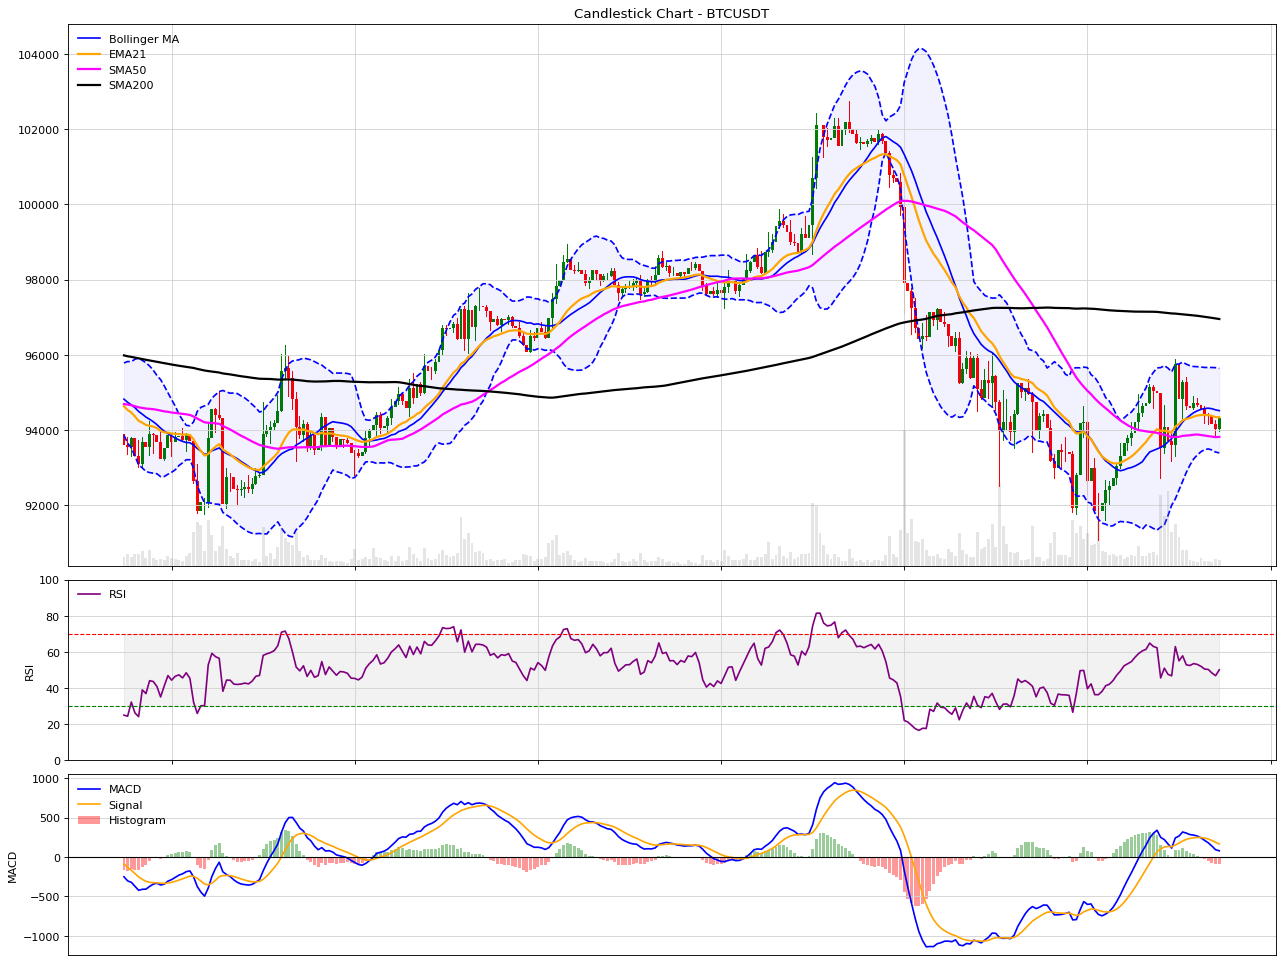 Candlestick Chart - BTCUSDT
Bollinger MA
EMA21
SMA50
SMA200
104000
102000
100000
98000
96000
94000
92000
RSI
100
80
60
40
20
0
RSI
MACD
Signal
Histogram
1000
500
0
−500
−1000
MACD